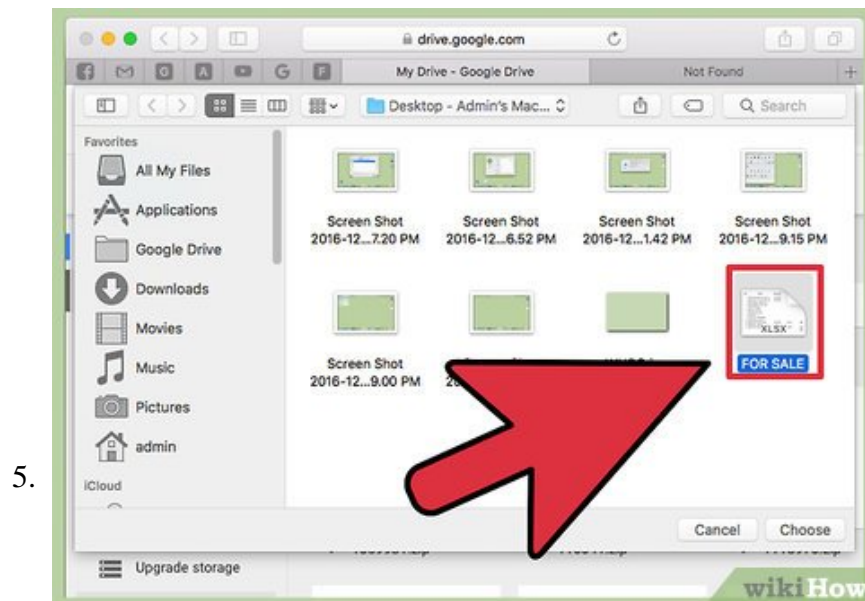 drive.google.com
My Drive - Google Drive
Not Found
Desktop - Admin's Mac...
Search
Favorites
All My Files
Applications
Google Drive
Downloads
Movies
Music
Pictures
admin
iCloud
Screen Shot
2016-12...7.20 PM
Screen Shot
2016-12...6.52 PM
Screen Shot
2016-12...1.42 PM
Screen Shot
2016-12...9.15 PM
Screen Shot
2016-12...9.00 PM
XLSX
FOR SALE
5.
Cancel
Choose
Upgrade storage
wikiHow